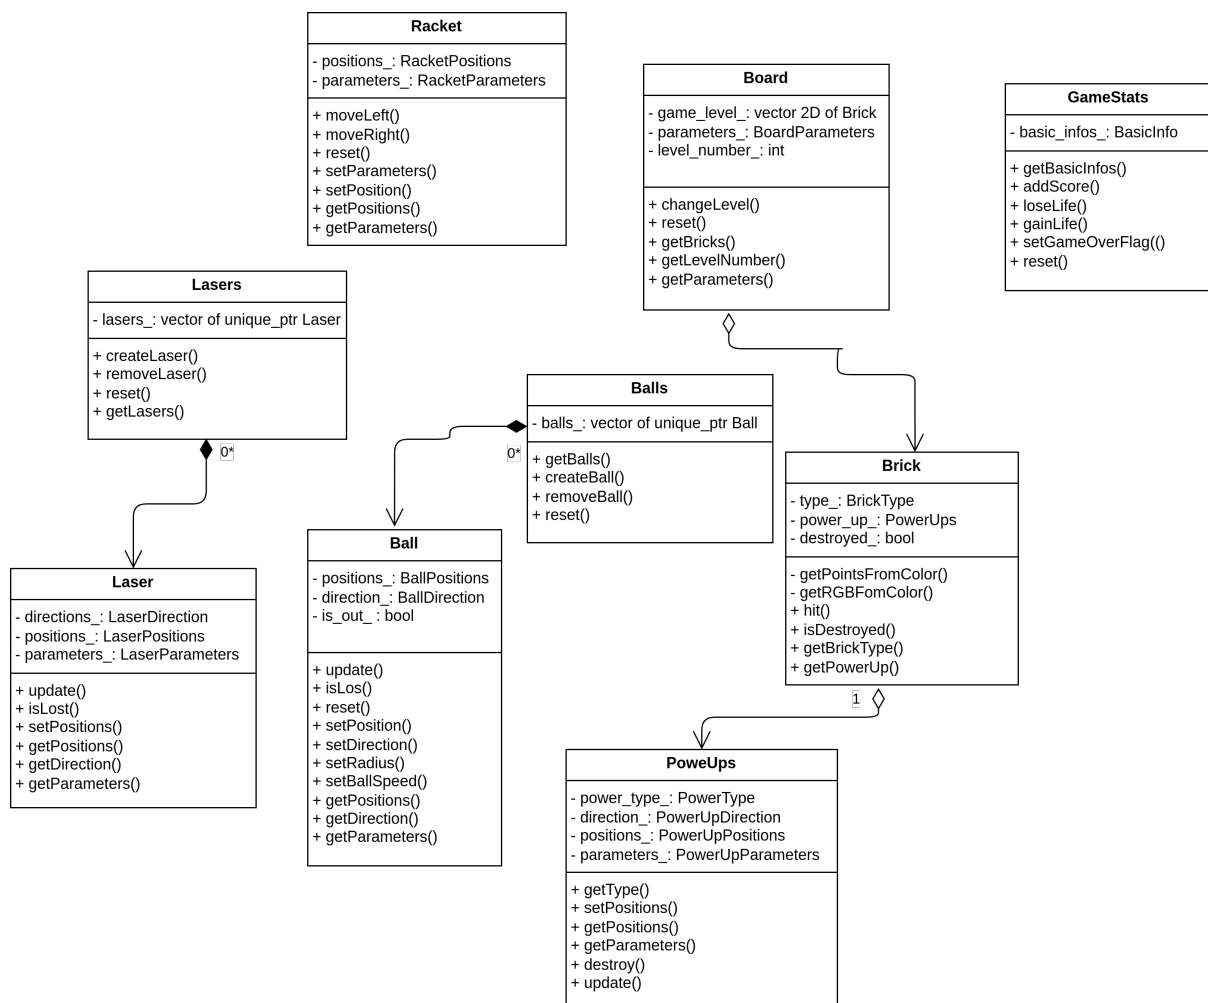 Racket
- positions_: RacketPositions
- parameters_: RacketParameters
+ moveLeft()
+ moveRight()
+ reset()
+ setParameters()
+ setPosition()
+ getPositions()
+ getParameters()
Board
- game_level_: vector 2D of Brick
- parameters_: BoardParameters
- level_number_: int
+ changeLevel()
+ reset()
+ getBricks()
+ getLevelNumber()
+ getParameters()
GameStats
- basic_infos_: BasicInfo
+ getBasicInfos()
+ addScore()
+ loseLife()
+ gainLife()
+ setGameOverFlag(()
+ reset()
Lasers
- lasers_: vector of unique_ptr Laser
+ createLaser()
+ removeLaser()
+ reset()
+ getLasers()
0*
Balls
- balls_: vector of unique_ptr Ball
+ getBalls()
+ createBall()
+ removeBall()
+ reset()
0*
Brick
- type_: BrickType
- power_up_: PowerUps
- destroyed_: bool
- getPointsFromColor()
- getRGBFomColor()
+ hit()
+ isDestroyed()
+ getBrickType()
+ getPowerUp()
1
Ball
- positions_: BallPositions
- direction_: BallDirection
- is_out_ : bool
+ update()
+ isLos()
+ reset()
+ setPosition()
+ setDirection()
+ setRadius()
+ setBallSpeed()
+ getPositions()
+ getDirection()
+ getParameters()
Laser
- directions_: LaserDirection
- positions_: LaserPositions
- parameters_: LaserParameters
+ update()
+ isLost()
+ setPositions()
+ getPositions()
+ getDirection()
+ getParameters()
PoweUps
- power_type_: PowerType
- direction_: PowerUpDirection
- positions_: PowerUpPositions
- parameters_: PowerUpParameters
+ getType()
+ setPositions()
+ getPositions()
+ getParameters()
+ destroy()
+ update()